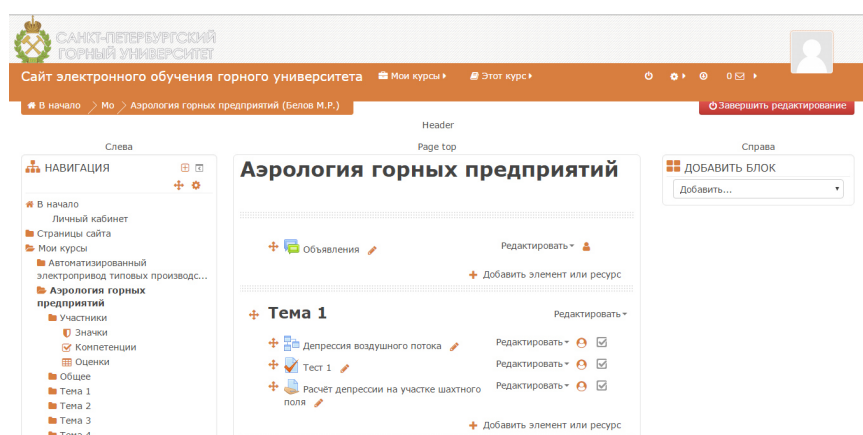 САНКТ-ПЕТЕРБУРГСКИЙ
ГОРНЫЙ УНИВЕРСИТЕТ
Сайт электронного обучения горного университета Мои курсы Этот курс 0
В начало Мо Аэрология горных предприятий (Белов М.Р.) Завершить редактирование
Header
Слева Page top Справа
НАВИГАЦИЯ
В начало
Личный кабинет
Страницы сайта
Мои курсы
Автоматизированный
электропривод типовых производс...
Аэрология горных
предприятий
Участники
Значки
Компетенции
Оценки
Общее
Тема 1
Тема 2
Тема 3
Тема 4
Аэрология горных предприятий
Объявления Редактировать
Добавить элемент или ресурс
Тема 1 Редактировать
Депрессия воздушного потока Редактировать
Тест 1 Редактировать
Расчёт депрессии на участке шахтного Редактировать
поля
Добавить элемент или ресурс
ДОБАВИТЬ БЛОК
Добавить...